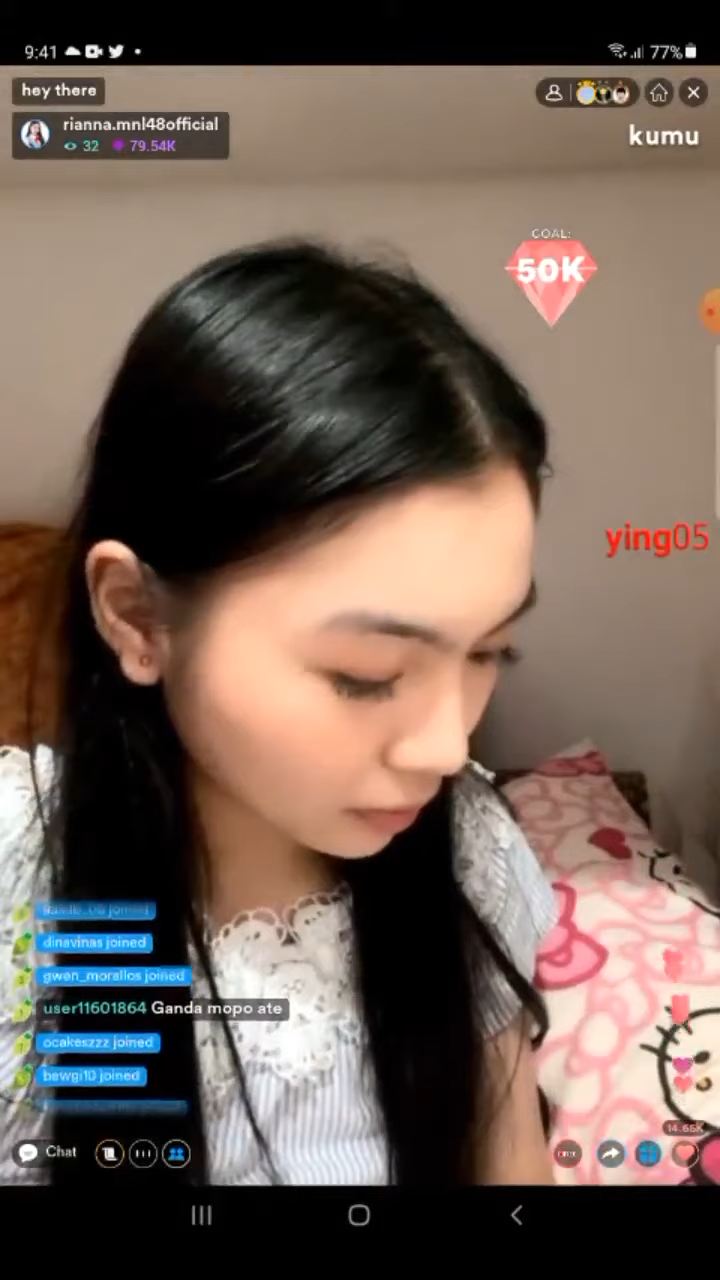 9:41
77%
hey there
rianna.mnl48official
32
79.54K
kumu
GOAL:
50K
ying05
joined
dinavinas joined
gwen_morallos joined
user11601864 Ganda mopo ate
ocakeszzz joined
bewgi10 joined
Chat
14.65K